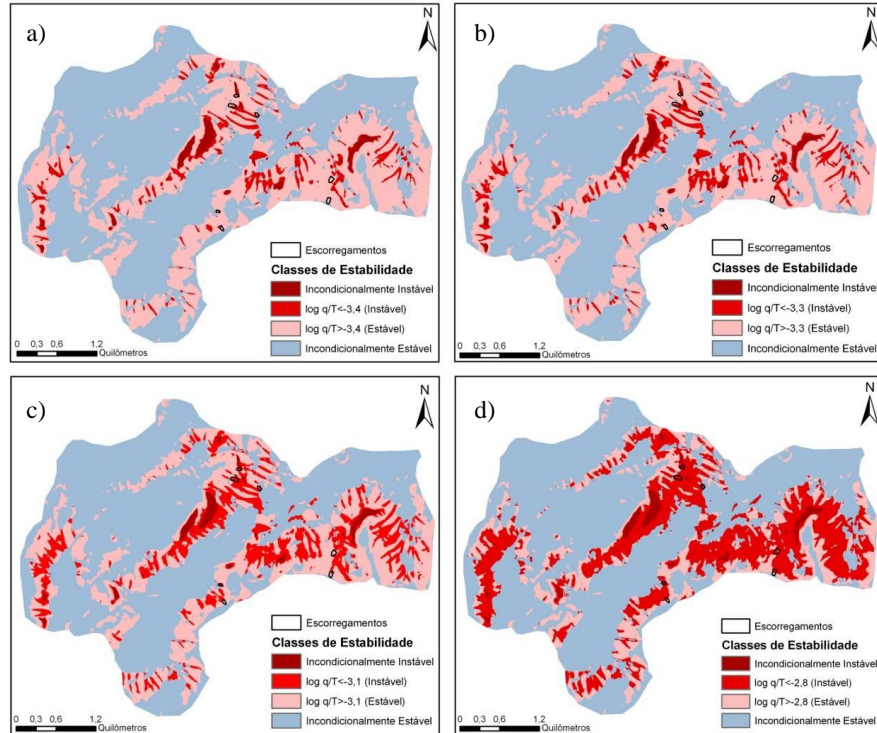 a)
N
Escorregamentos
Classes de Estabilidade
Incondicionalmente Instável
log q/T<-3,4 (Instável)
log q/T>-3,4 (Estável)
Incondicionalmente Estável
0 0,3 0,6 1,2
Quilômetros
b)
N
Escorregamentos
Classes de Estabilidade
Incondicionalmente Instável
log q/T<-3,3 (Instável)
log q/T>-3,3 (Estável)
Incondicionalmente Estável
0 0,3 0,6 1,2
Quilômetros
c)
N
Escorregamentos
Classes de Estabilidade
Incondicionalmente Instável
log q/T<-3,1 (Instável)
log q/T>-3,1 (Estável)
Incondicionalmente Estável
0 0,3 0,6 1,2
Quilômetros
d)
N
Escorregamentos
Classes de Estabilidade
Incondicionalmente Instável
log q/T<-2,8 (Instável)
log q/T>-2,8 (Estável)
Incondicionalmente Estável
0 0,3 0,6 1,2
Quilômetros